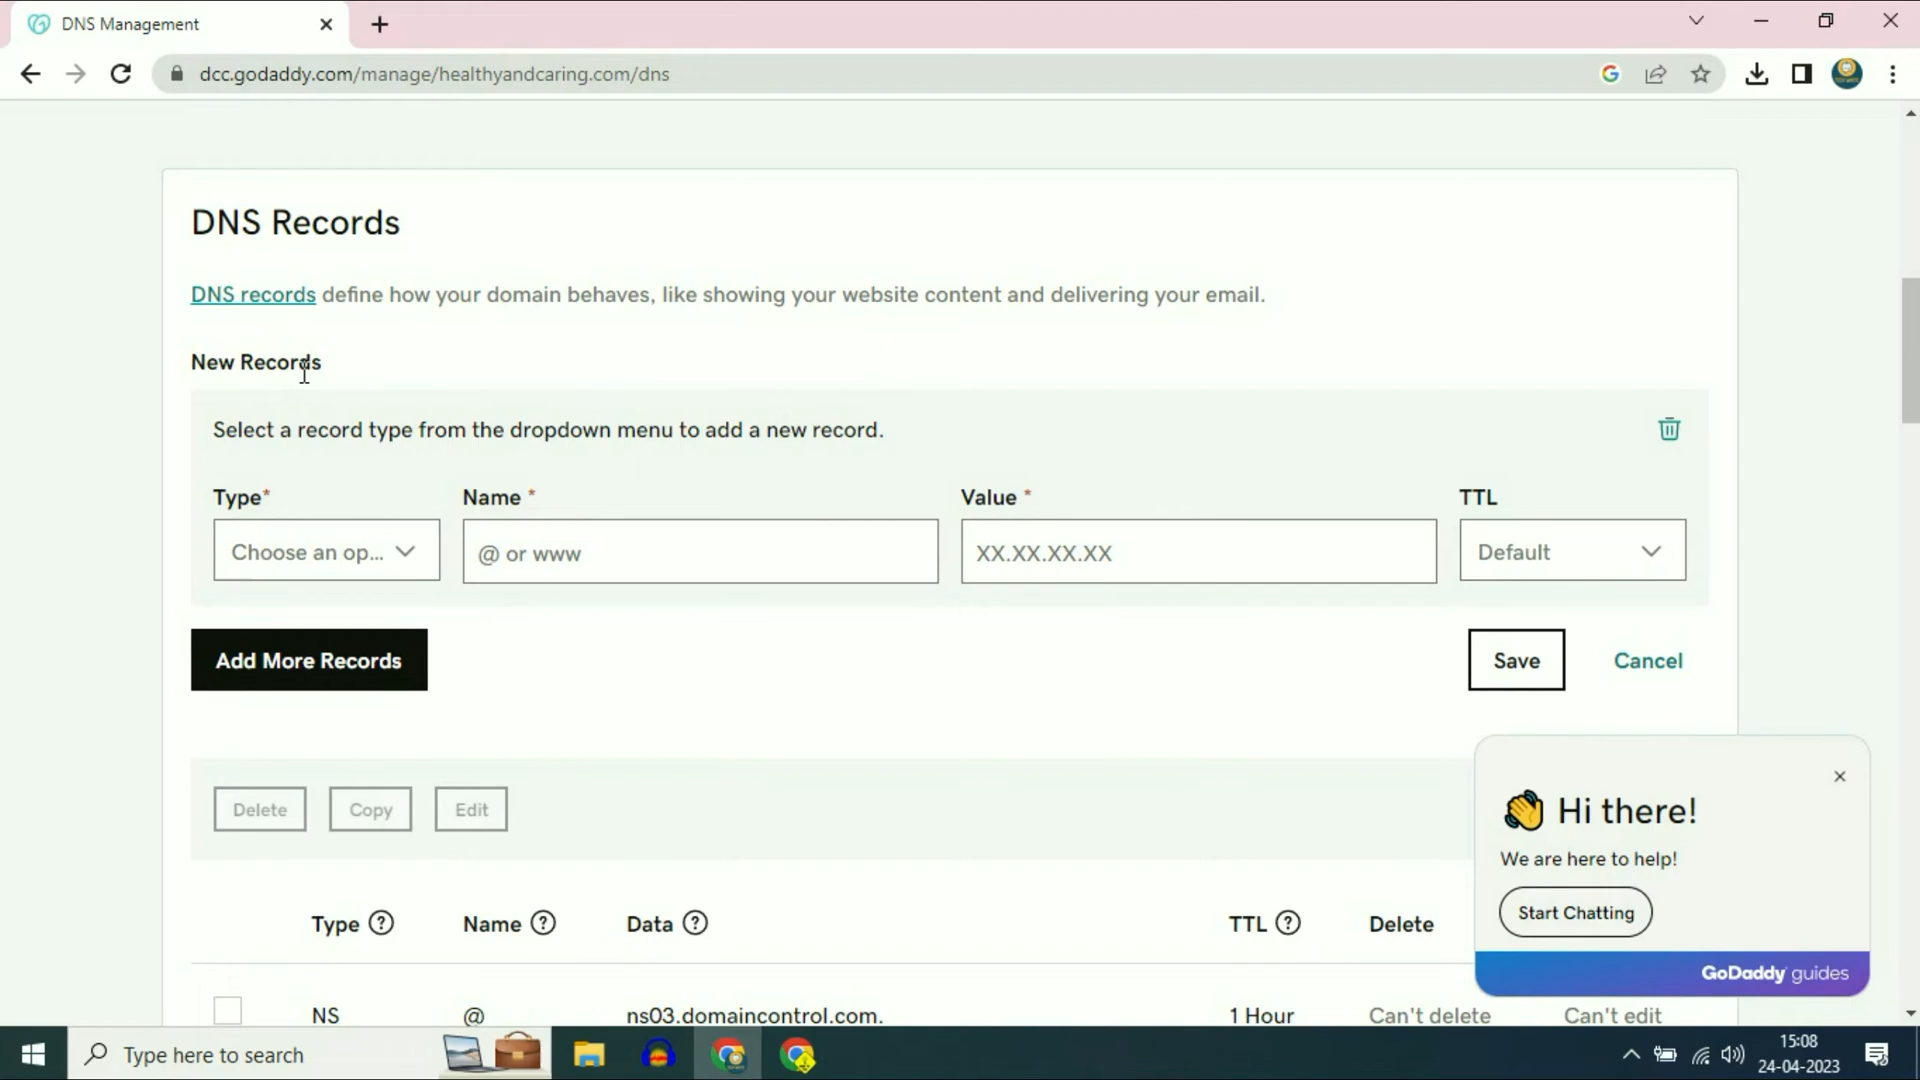 DNS Management
dcc.godaddy.com/manage/healthyandcaring.com/dns
DNS Records
DNS records define how your domain behaves, like showing your website content and delivering your email.
New Records
Select a record type from the dropdown menu to add a new record.
Type* Name * Value * TTL
Choose an op... @ or www XX.XX.XX.XX Default
Add More Records Save Cancel
Delete Copy Edit
Hi there!
We are here to help!
Start Chatting
GoDaddy guides
Type ? Name ? Data ? TTL ? Delete
NS @ ns03.domaincontrol.com. 1 Hour Can't delete Can't edit
Type here to search
15:08
24-04-2023